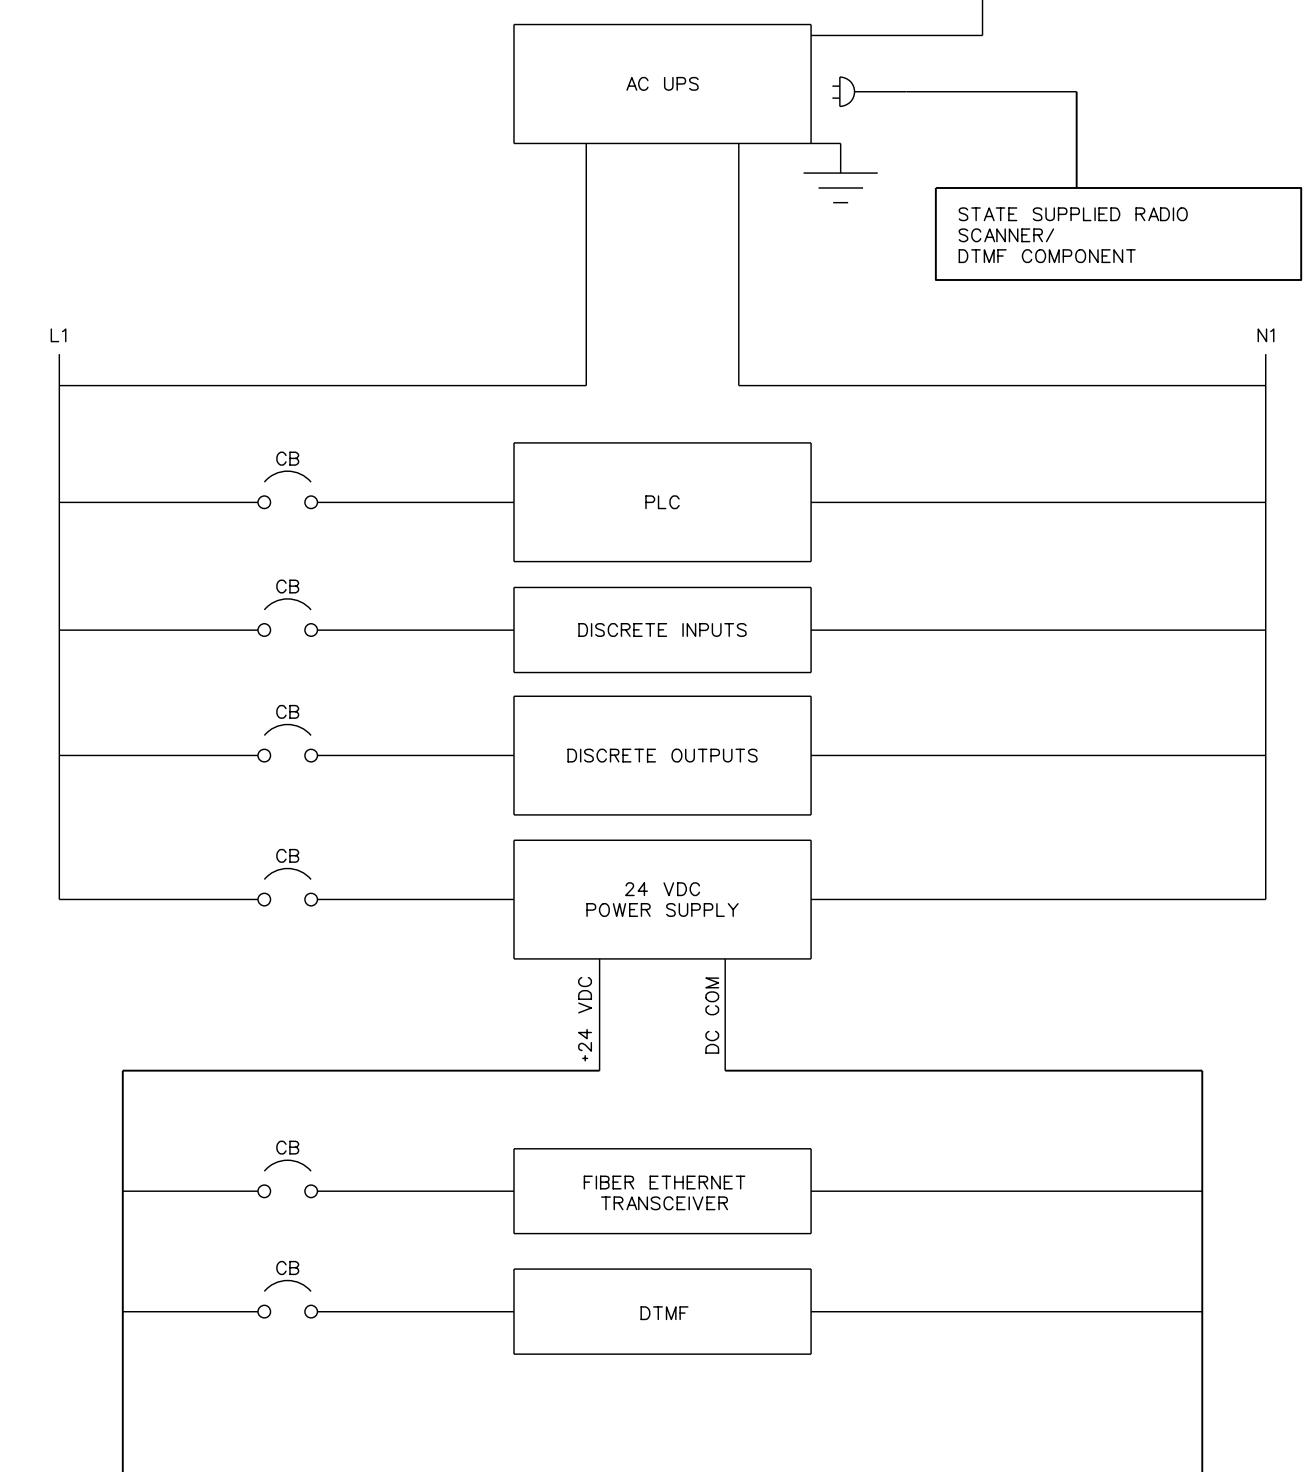 AC UPS
STATE SUPPLIED RADIO
SCANNER/
DTMF COMPONENT
L1
N1
CB
PLC
CB
DISCRETE INPUTS
CB
DISCRETE OUTPUTS
CB
24 VDC
POWER SUPPLY
+24 VDC
DC COM
CB
FIBER ETHERNET
TRANSCEIVER
CB
DTMF